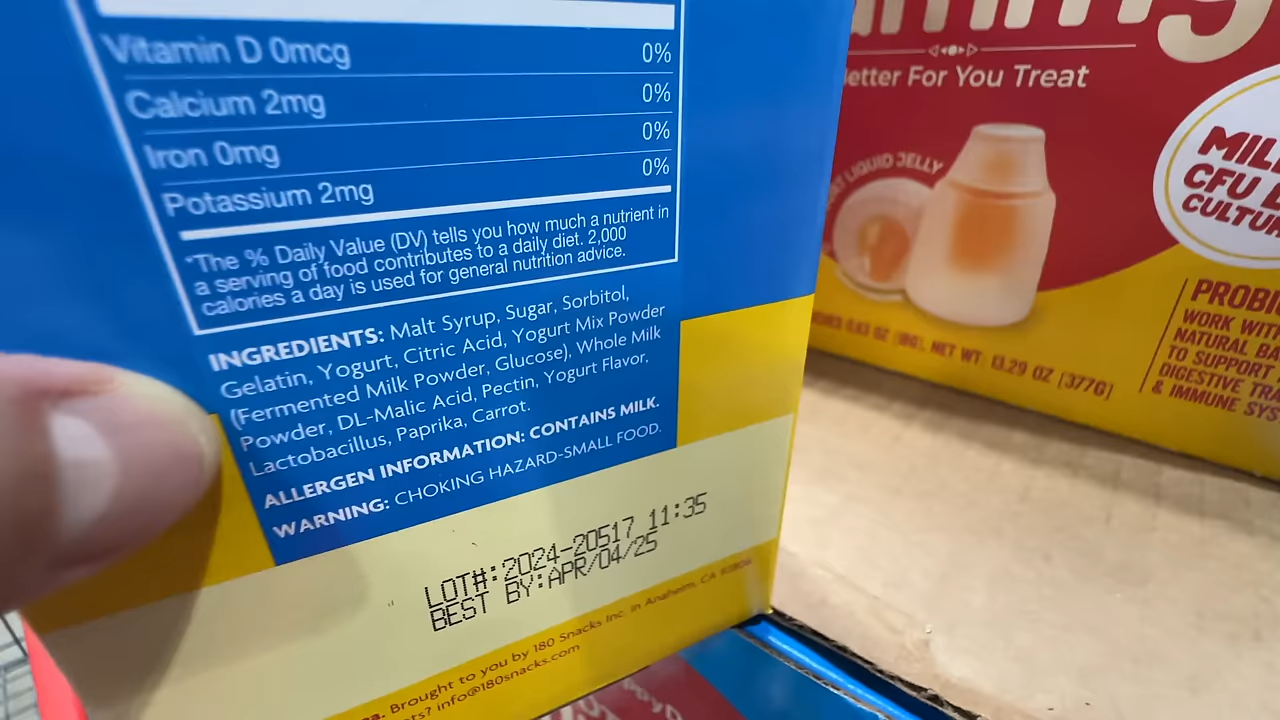 Vitamin D 0mcg 0%
Calcium 2mg 0%
Iron 0mg 0%
Potassium 2mg 0%
*The % Daily Value (DV) tells you how much a nutrient in
a serving of food contributes to a daily diet. 2,000
calories a day is used for general nutrition advice.
INGREDIENTS: Malt Syrup, Sugar, Sorbitol,
Gelatin, Yogurt, Citric Acid, Yogurt Mix Powder
(Fermented Milk Powder, Glucose), Whole Milk
Powder, DL-Malic Acid, Pectin, Yogurt Flavor,
Lactobacillus, Paprika, Carrot.
ALLERGEN INFORMATION: CONTAINS MILK.
WARNING: CHOKING HAZARD-SMALL FOOD.
LOT#:2024-20517 11:35
BEST BY:APR/04/25
Brought to you by 180 Snacks Inc. in Anaheim, CA
info@180snacks.com
For You Treat
LIQUID JELLY
CFU
NET WT. 13.29 OZ [377G]
WORK
NATURAL
TO SUPPORT
DIGESTIVE
& IMMUNE